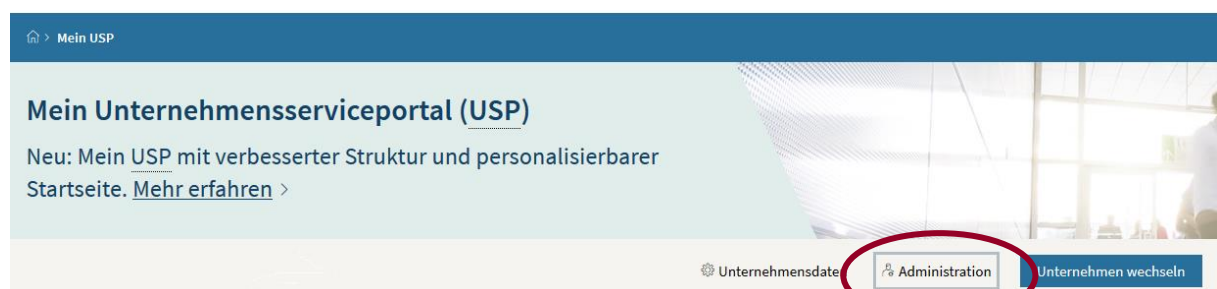 > Mein USP
Mein Unternehmensserviceportal (USP)
Neu: Mein USP mit verbesserter Struktur und personalisierbarer
Startseite. Mehr erfahren >
Unternehmensdate Administration Unternehmen wechseln